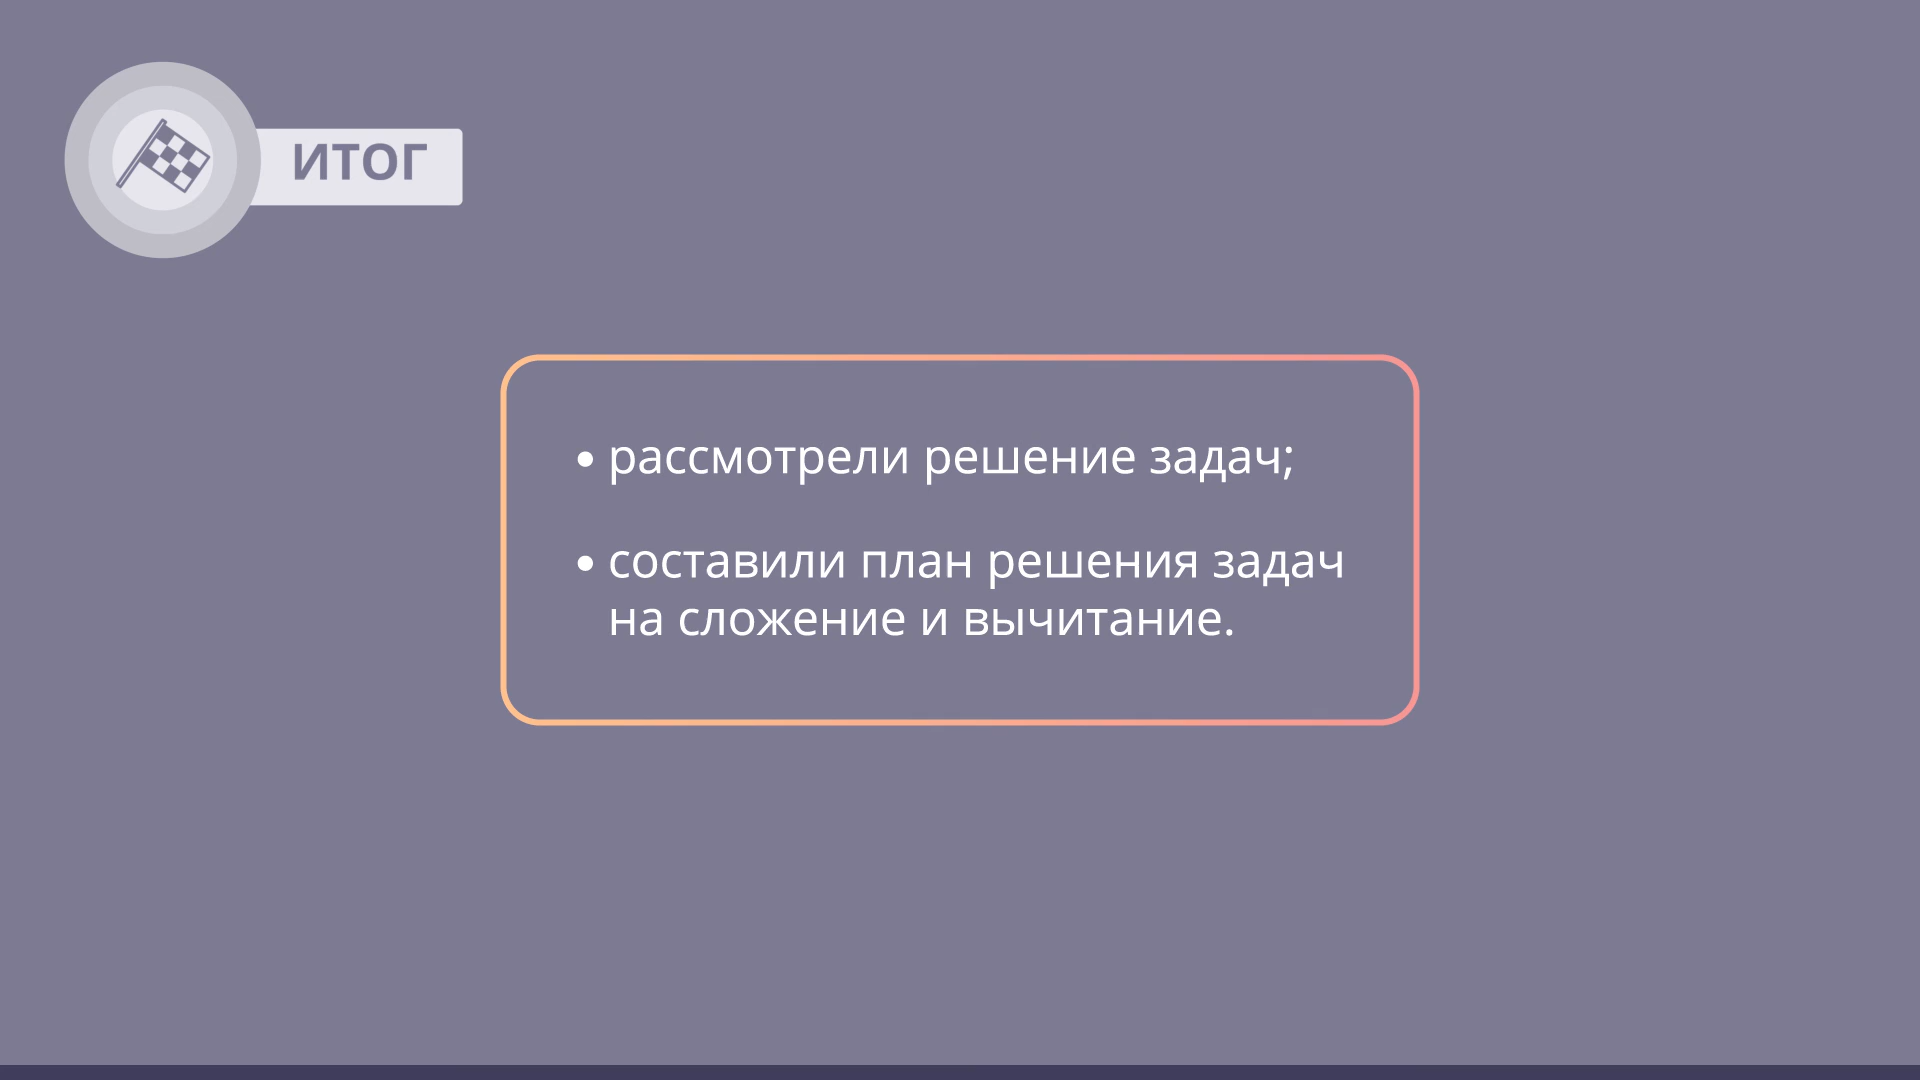 ИТОГ
• рассмотрели решение задач;
• составили план решения задач
на сложение и вычитание.